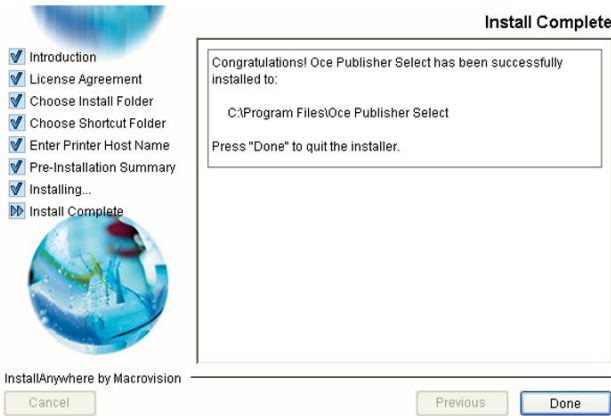 Install Complete
Introduction
License Agreement
Choose Install Folder
Choose Shortcut Folder
Enter Printer Host Name
Pre-Installation Summary
Installing...
Install Complete
Congratulations! Oce Publisher Select has been successfully
installed to:
C:\Program Files\Oce Publisher Select
Press "Done" to quit the installer.
InstallAnywhere by Macrovision
Cancel
Previous
Done